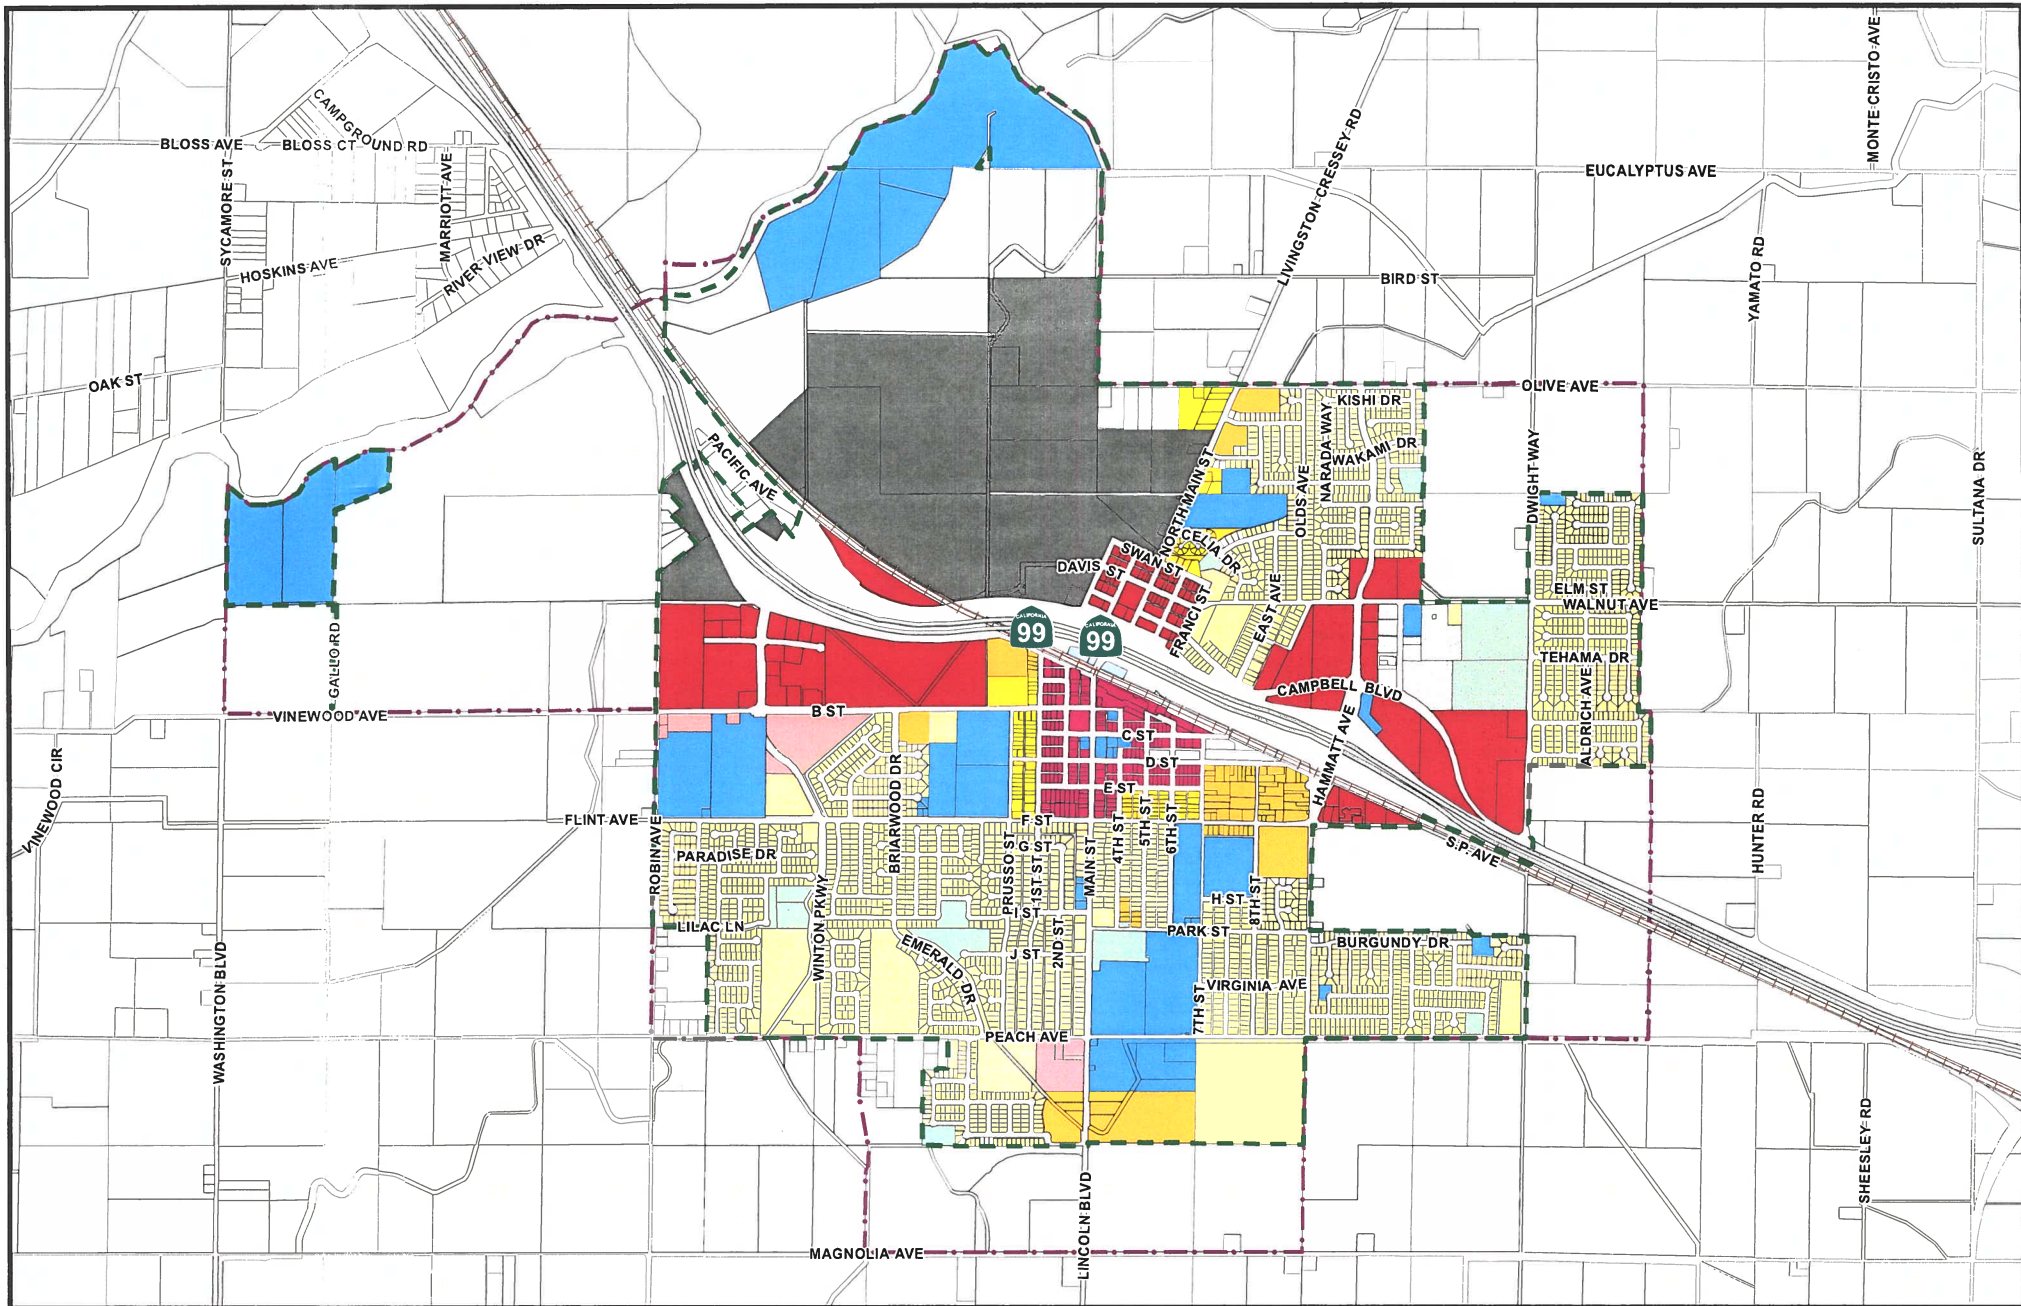 MONTE CRISTO AVE
CAMPGROUND RD
BLOSS AVE
BLOSS CT
LIVINGSTON-CRESSEY RD
EUCALYPTUS AVE
SYCAMORE ST
MARRIOTT AVE
HOSKINS AVE
RIVER VIEW DR
BIRD ST
YAMATO RD
OAK ST
OLIVE AVE
KISHI DR
NARADA WAY
WAKAMI DR
PACIFIC AVE
NORTH MAIN ST
OLDS AVE
DWIGHT WAY
SULTANA DR
CELIA DR
SWAN ST
DAVIS ST
ELM ST
WALNUT AVE
FRANCI ST
EAST AVE
CALIFORNIA
99
CALIFORNIA
99
GALLORD
TEHAMA DR
ALDRICH AVE
CAMPBELL BLVD
VINEWOOD AVE
B ST
HAMMATT AVE
C ST
D ST
E ST
VINEWOOD CIR
BRIARWOOD DR
HUNTER RD
FLINT AVE
F ST
G ST
4TH ST
5TH ST
6TH ST
S.P. AVE
PARADISE DR
ROBIN AVE
PRUSSO ST
1ST ST
MAIN ST
H ST
8TH ST
I ST
WINTON PKWY
LILAC LN
PARK ST
BURGUNDY DR
EMERALD DR
J ST
2ND ST
WASHINGTON BLVD
VIRGINIA AVE
7TH ST
PEACH AVE
SHEESLEY RD
LINCOLN BLVD
MAGNOLIA AVE